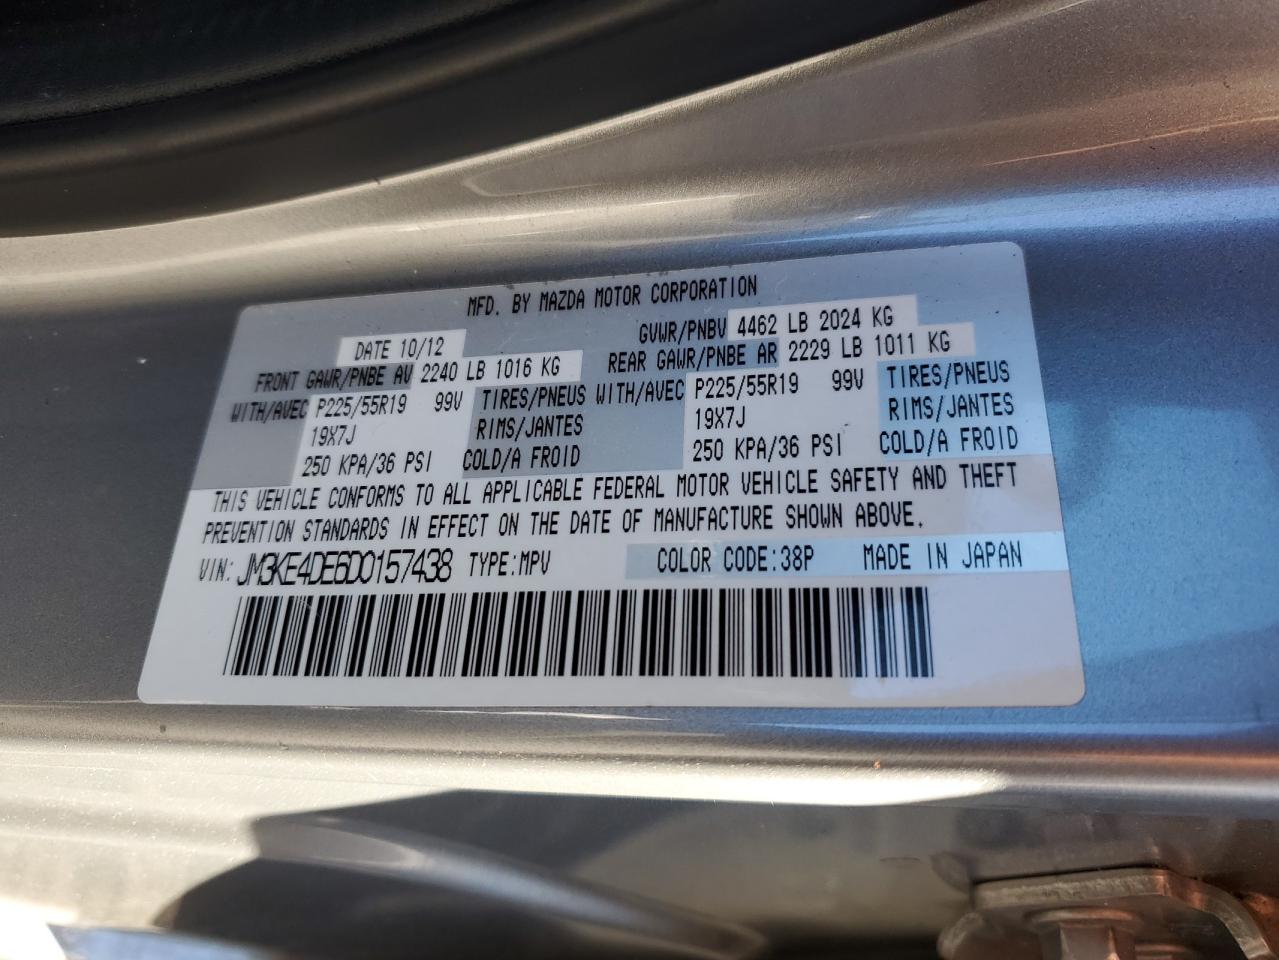 MFD. BY MAZDA MOTOR CORPORATION
DATE 10/12 GVWR/PNBV 4462 LB 2024 KG
FRONT GAWR/PNBE AV 2240 LB 1016 KG REAR GAWR/PNBE AR 2229 LB 1011 KG
WITH/AVEC P225/55R19 99V TIRES/PNEUS WITH/AVEC P225/55R19 99V TIRES/PNEUS
19X7J RIMS/JANTES 19X7J RIMS/JANTES
250 KPA/36 PSI COLD/A FROID 250 KPA/36 PSI COLD/A FROID
THIS VEHICLE CONFORMS TO ALL APPLICABLE FEDERAL MOTOR VEHICLE SAFETY AND THEFT
PREVENTION STANDARDS IN EFFECT ON THE DATE OF MANUFACTURE SHOWN ABOVE.
VIN: JM3KE4DE6D0157438 TYPE:MPV COLOR CODE:38P MADE IN JAPAN